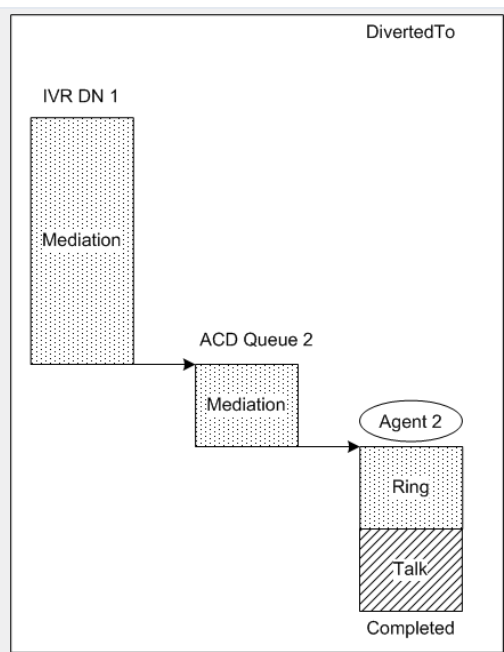 DivertedTo
IVR DN 1
Mediation
ACD Queue 2
Mediation
Agent 2
Ring
Talk
Completed